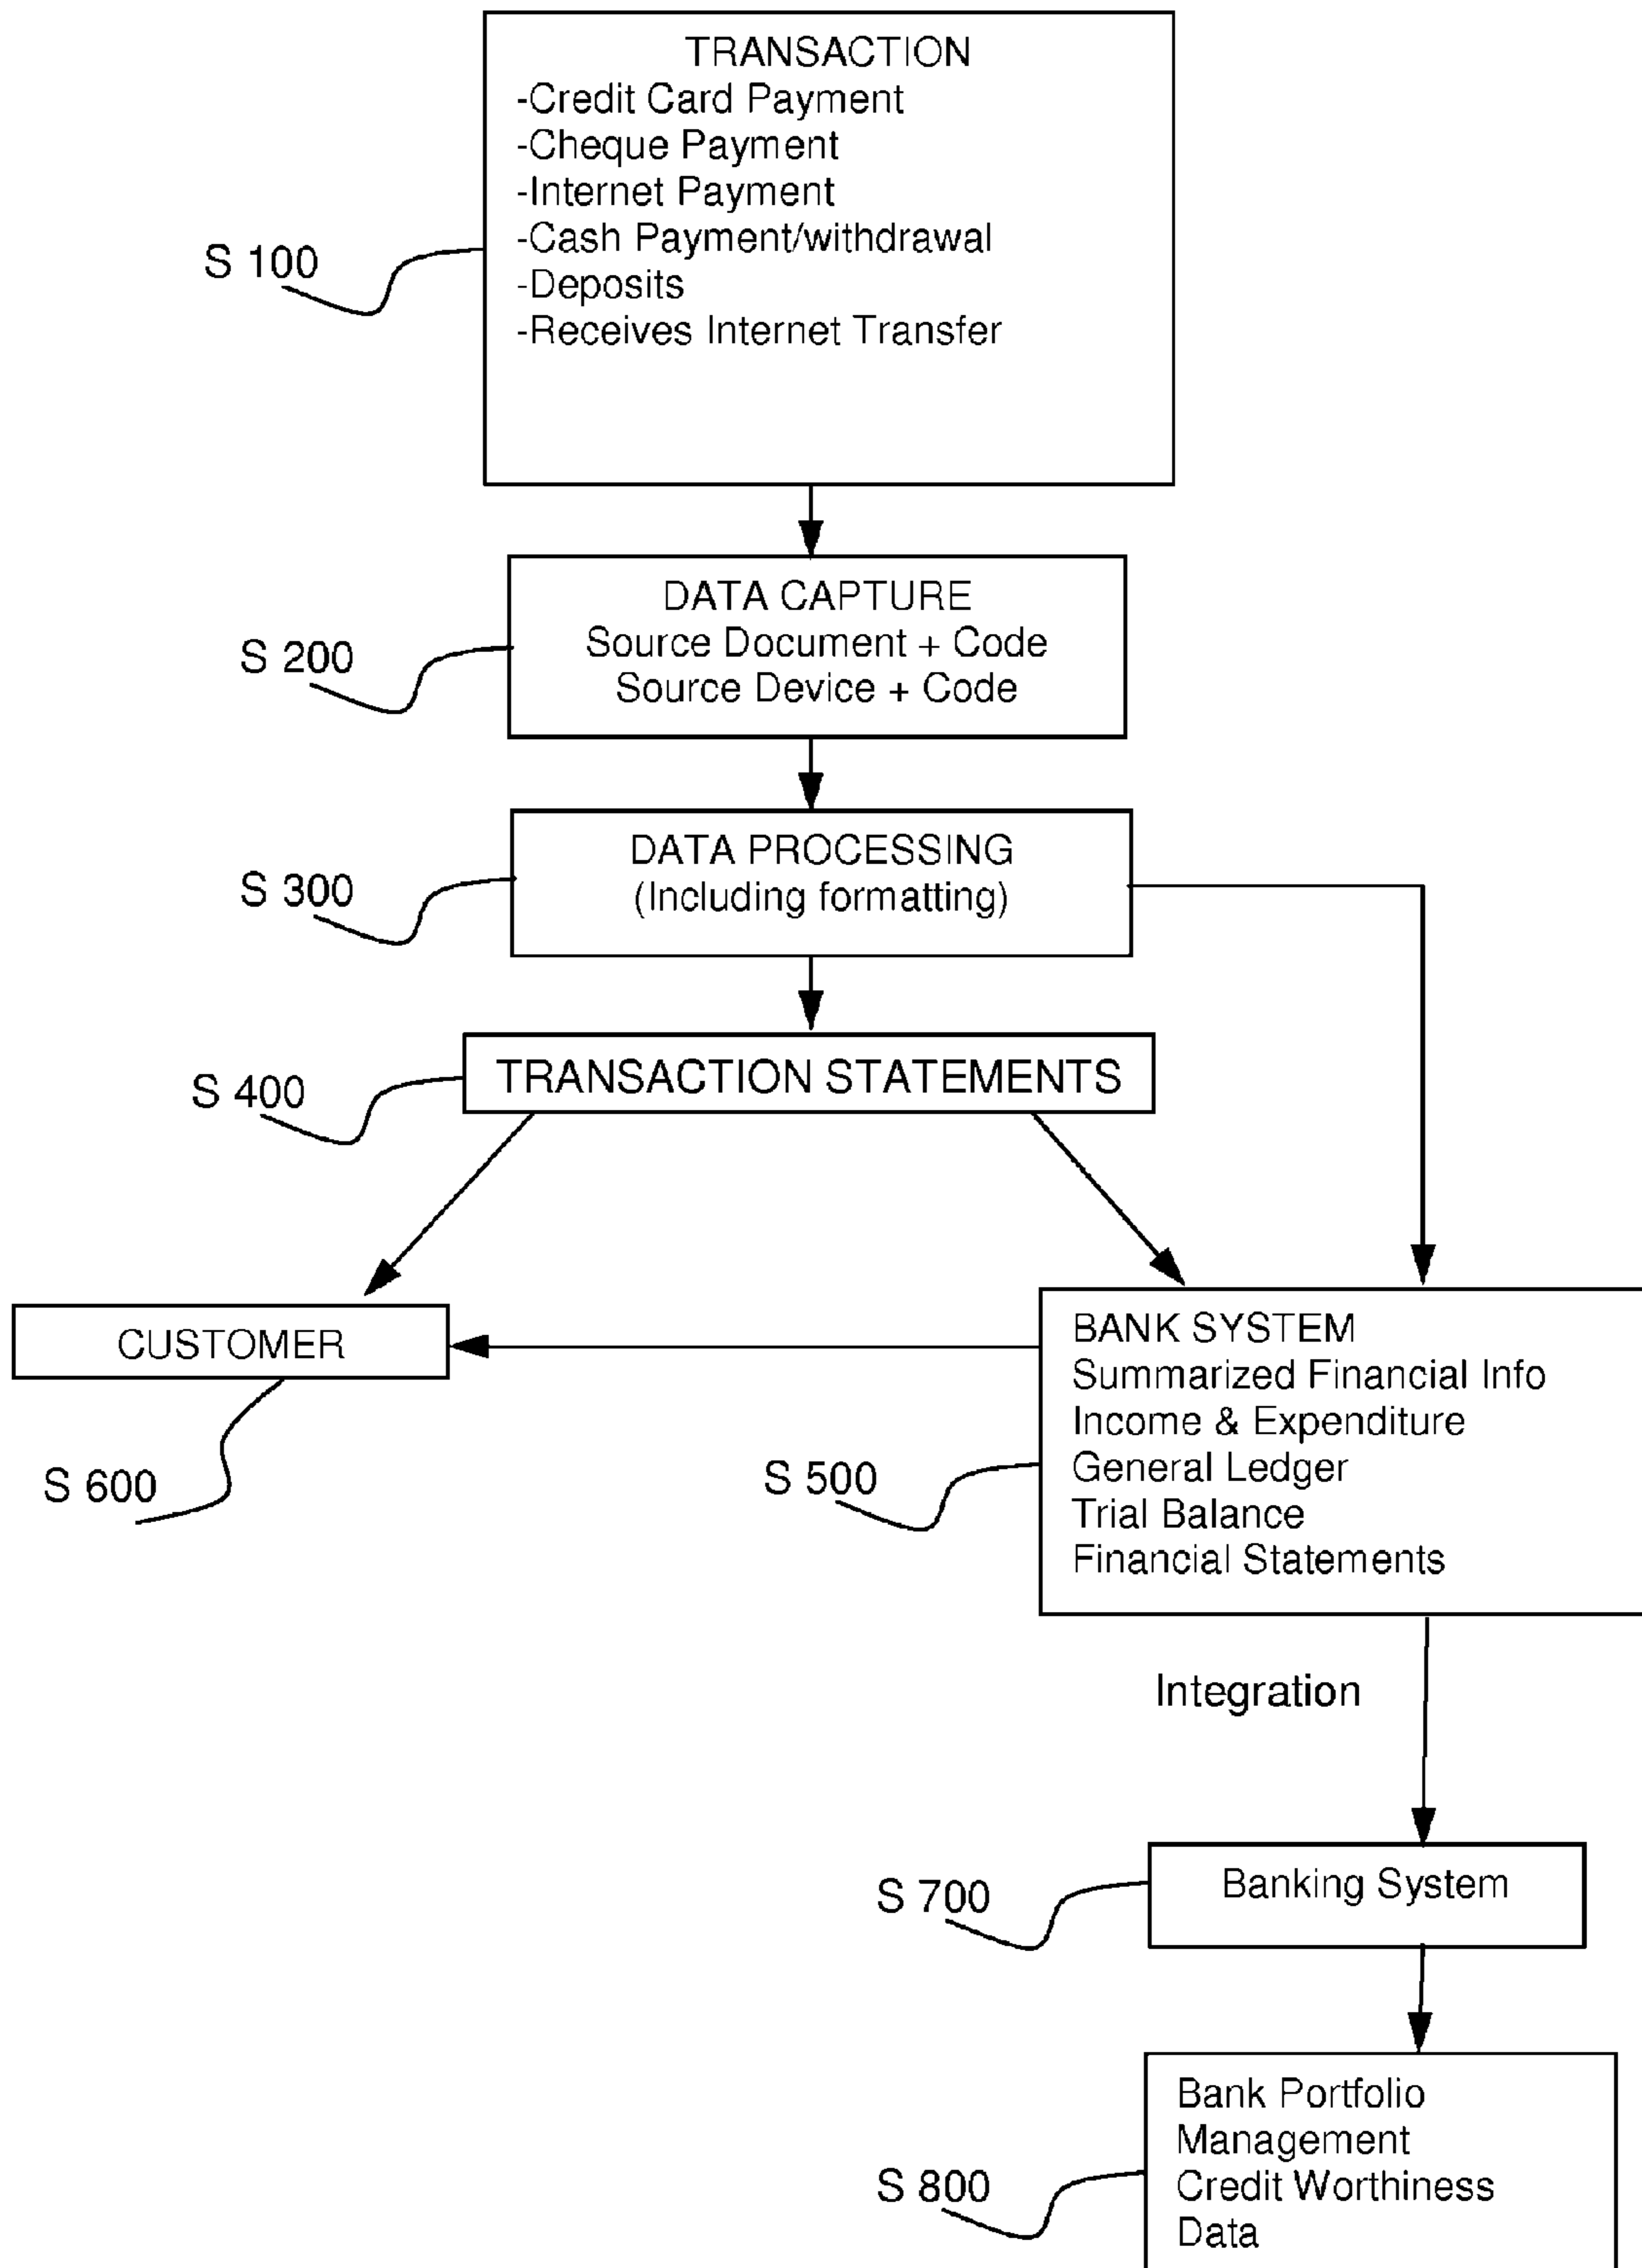 TRANSACTION
-Credit Card Payment
-Cheque Payment
-Internet Payment
-Cash Payment/withdrawal
-Deposits
-Receives Internet Transfer
S 100
DATA CAPTURE
Source Document + Code
Source Device + Code
S 200
DATA PROCESSING
(Including formatting)
S 300
TRANSACTION STATEMENTS
S 400
CUSTOMER
S 600
BANK SYSTEM
Summarized Financial Info
Income & Expenditure
General Ledger
Trial Balance
Financial Statements
S 500
Integration
Banking System
S 700
Bank Portfolio
Management
Credit Worthiness
Data
S 800